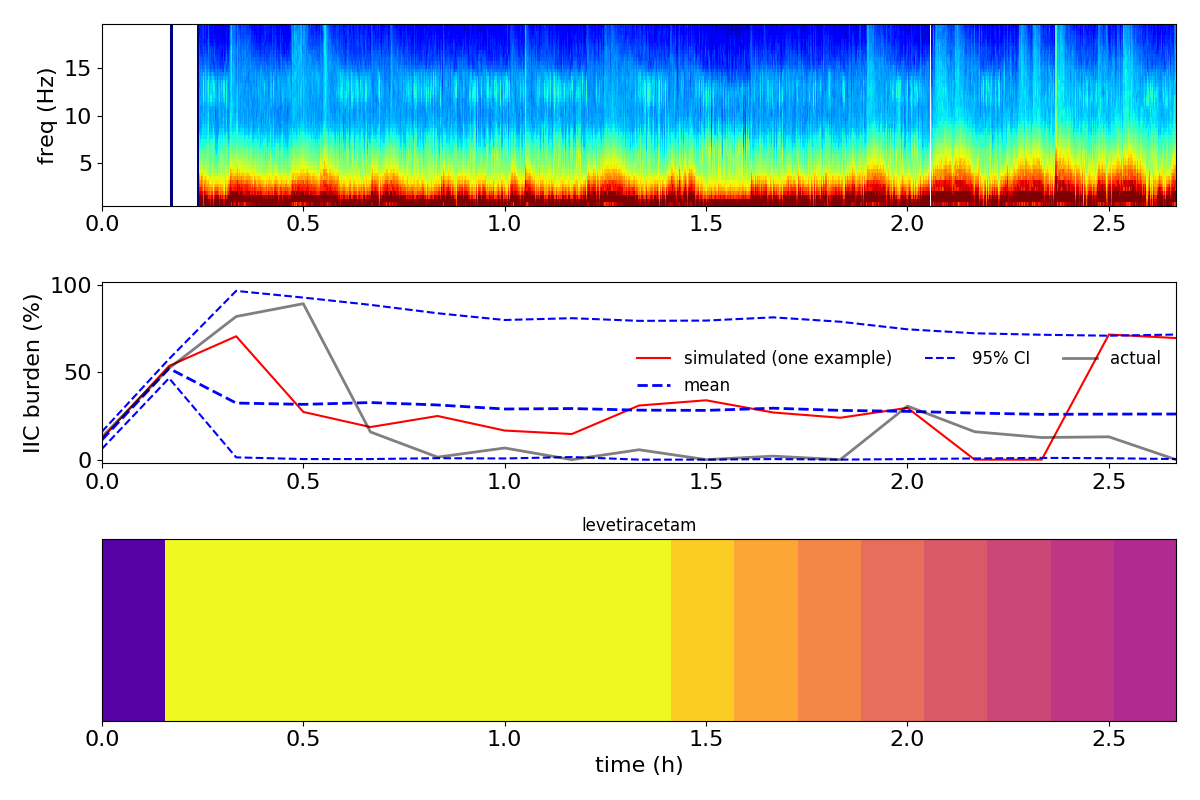 freq (Hz)
15
10
5
0.0 0.5 1.0 1.5 2.0 2.5
IIC burden (%)
100
50
0
simulated (one example) 95% CI actual
mean
0.0 0.5 1.0 1.5 2.0 2.5
levetiracetam
0.0 0.5 1.0 1.5 2.0 2.5
time (h)